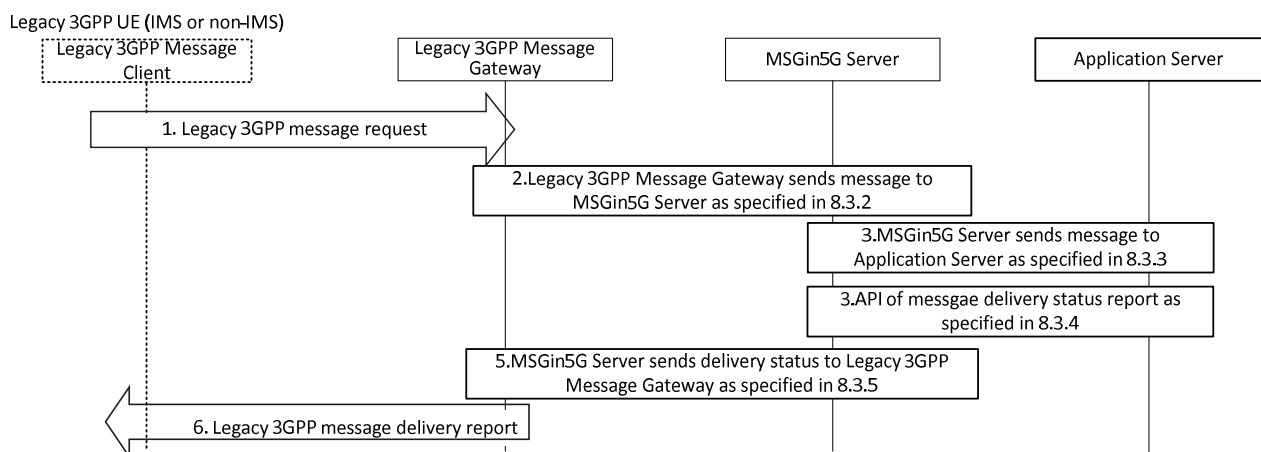 Legacy 3GPP UE (IMS or non-IMS)
Legacy 3GPP Message
Client
Legacy 3GPP Message
Gateway
MSGin5G Server
Application Server
1. Legacy 3GPP message request
2.Legacy 3GPP Message Gateway sends message to
MSGin5G Server as specified in 8.3.2
3.MSGin5G Server sends message to
Application Server as specified in 8.3.3
3.API of messgae delivery status report as
specified in 8.3.4
5.MSGin5G Server sends delivery status to Legacy 3GPP
Message Gateway as specified in 8.3.5
6. Legacy 3GPP message delivery report